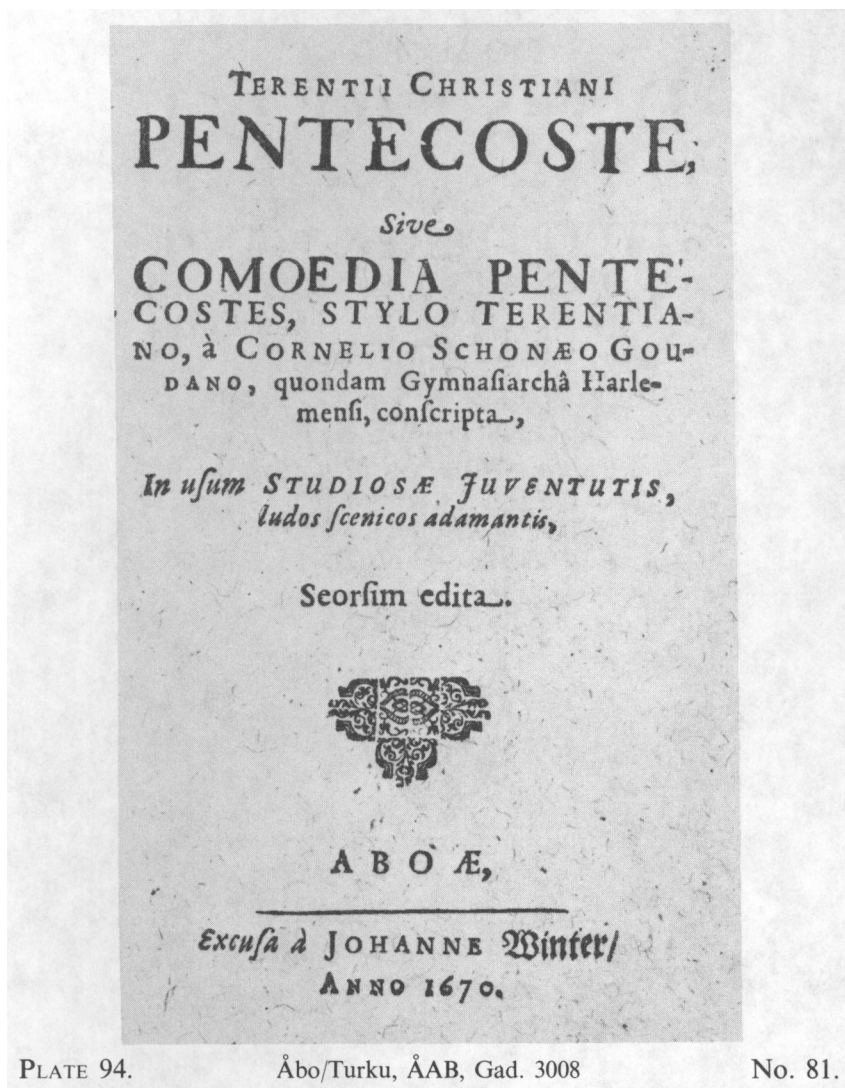 TERENTII CHRISTIANI
PENTECOSTE,
Sive
COMOEDIA PENTE-
COSTES, STYLO TERENTIA-
NO, à CORNELIO SCHONÆO GOU-
DANO, quondam Gymnaſiarchâ Harle-
menſi, conſcripta,
In uſum STUDIOSÆ JUVENTUTIS,
ludos ſcenicos adamantis,
Seorſim edita.
ABOÆ,
Excuſa à JOHANNE Winter/
ANNO 1670.
PLATE 94. Åbo/Turku, ÅAB, Gad. 3008 No. 81.